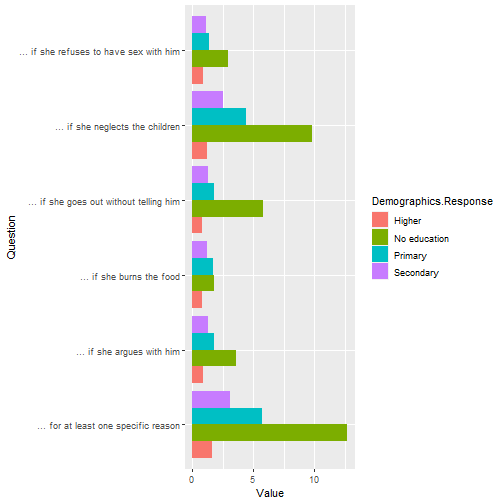 ... if she refuses to have sex with him
... if she neglects the children
... if she goes out without telling him
... if she burns the food
... if she argues with him
... for at least one specific reason
Question
0 5 10
Value
Demographics.Response
Higher
No education
Primary
Secondary